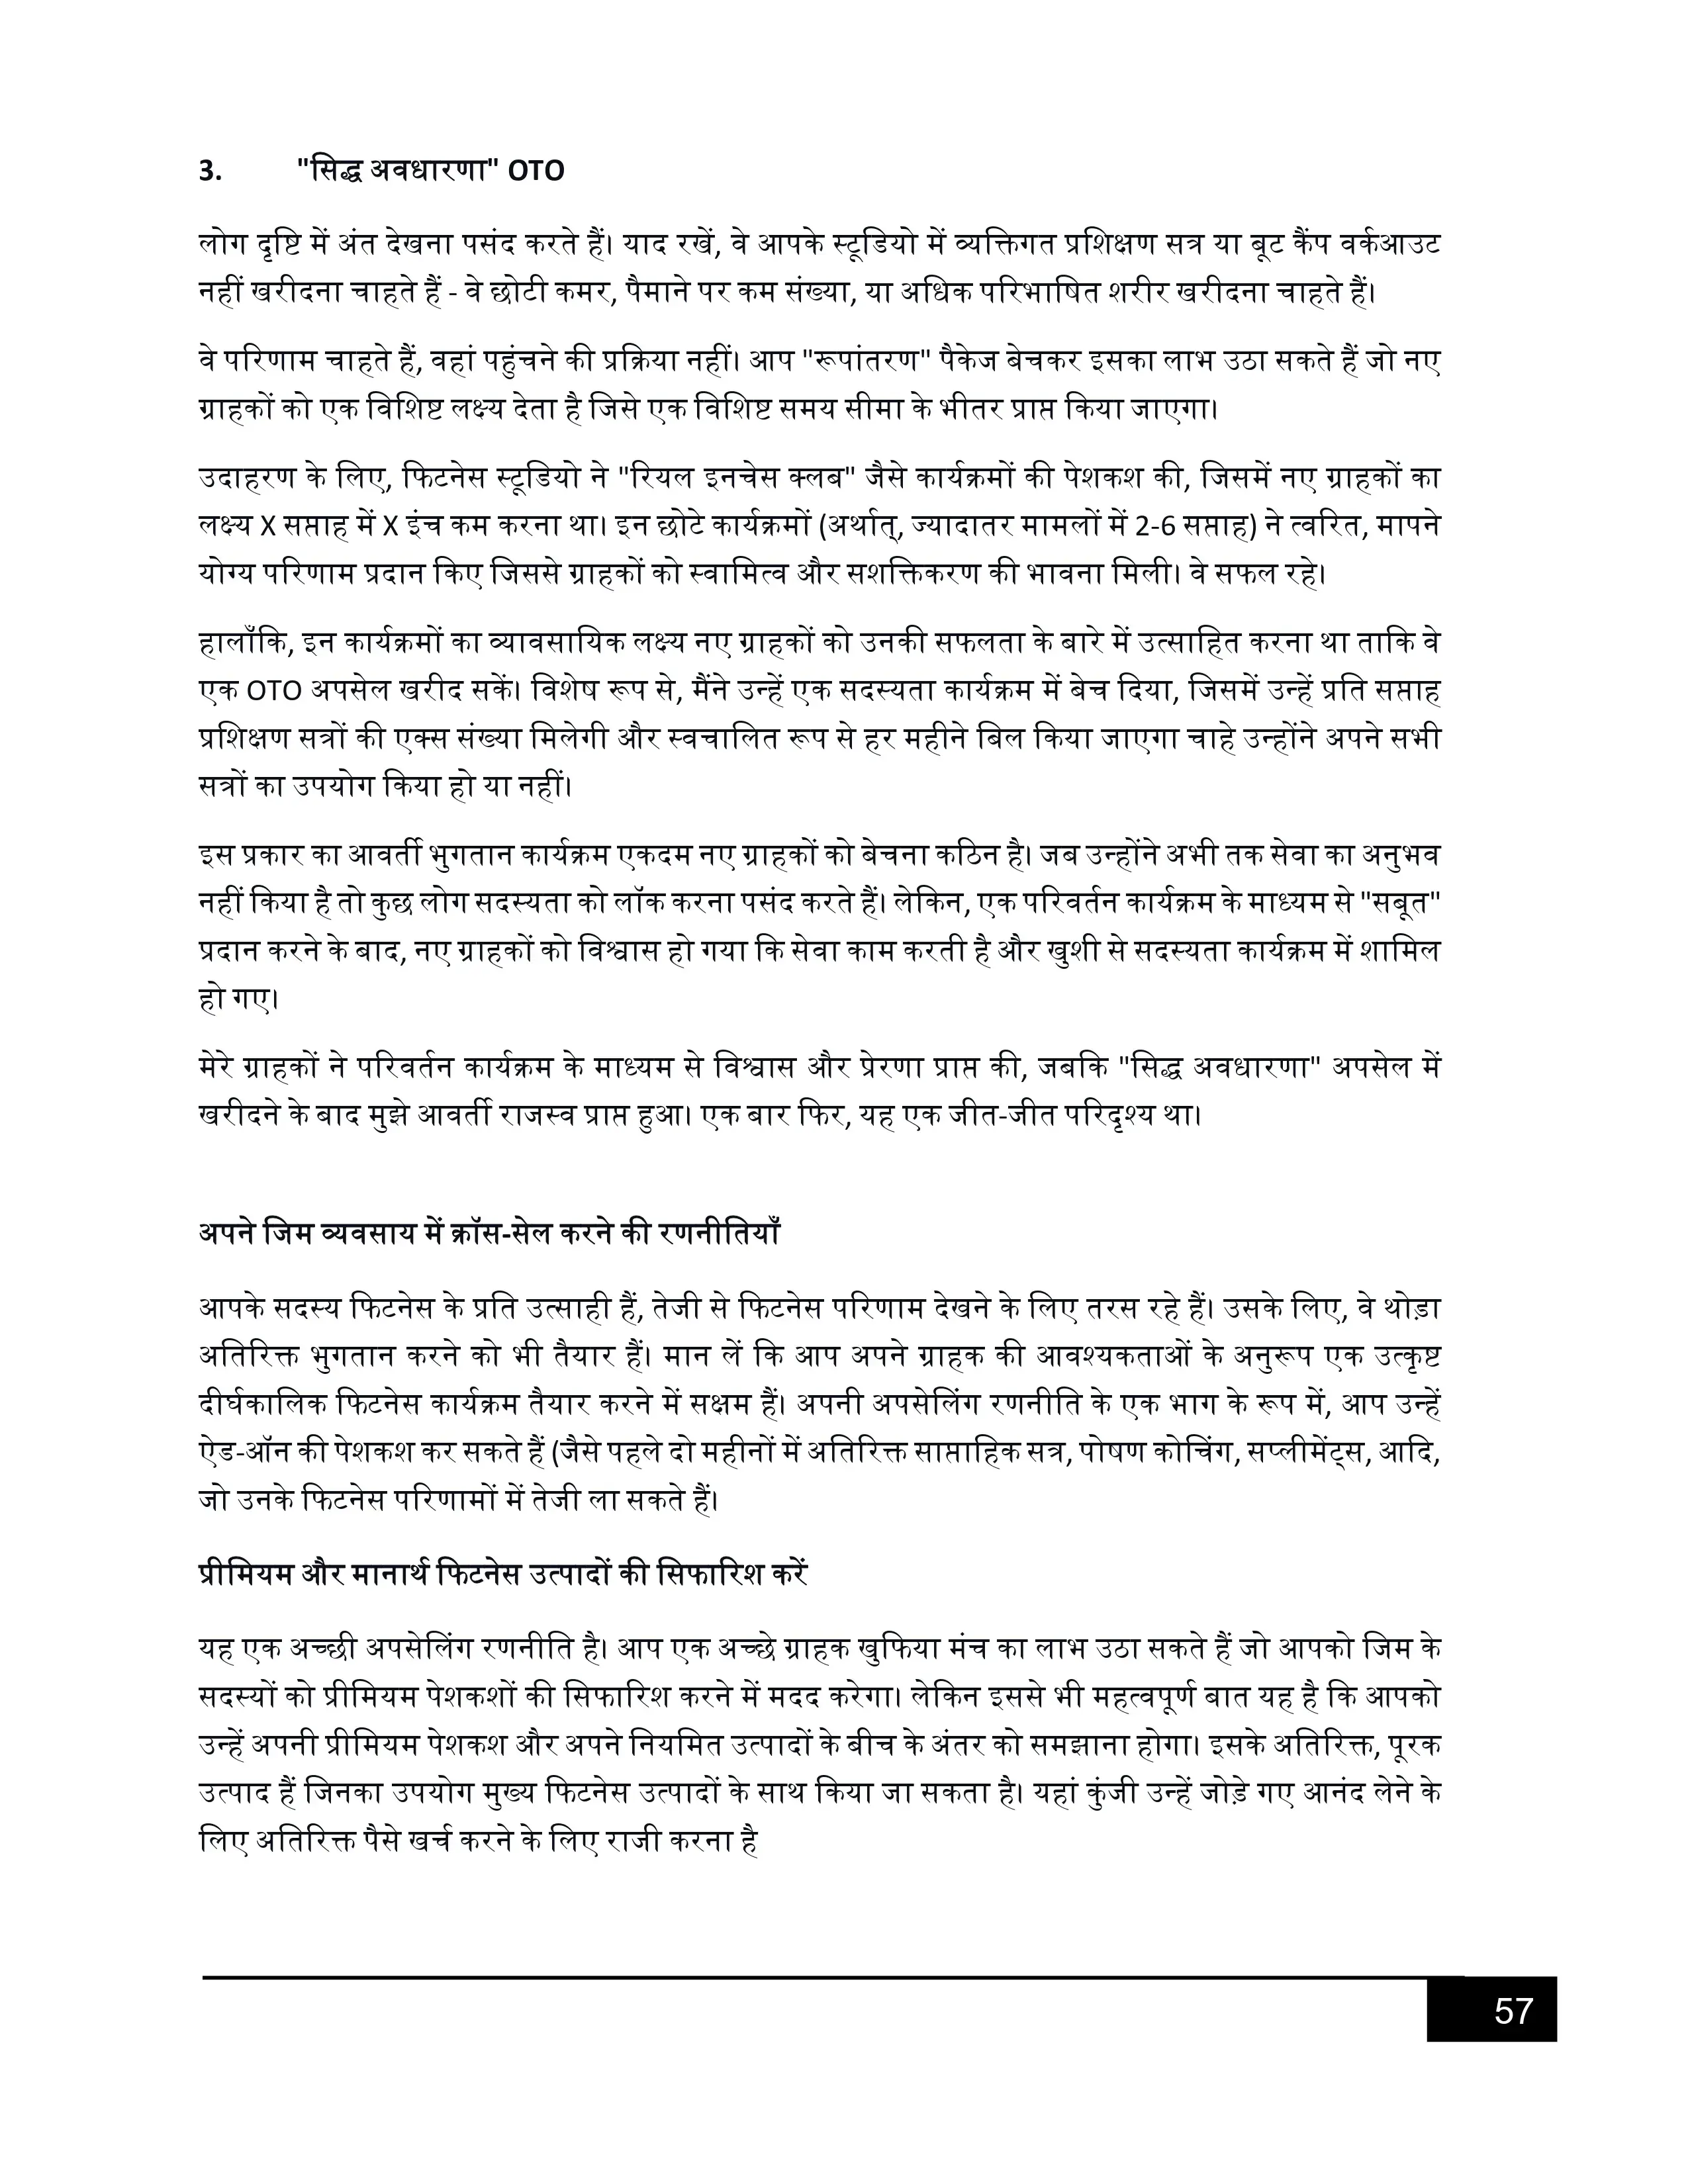 3. "सिद्ध अवधारणा" OTO
लोग दृष्टि में अंत देखना पसंद करते हैं। याद रखें, वे आपके स्टूडियो में व्यक्तिगत प्रशिक्षण सत्र या बूट कैंप वर्कआउट
नहीं खरीदना चाहते हैं - वे छोटी कमर, पैमाने पर कम संख्या, या अधिक परिभाषित शरीर खरीदना चाहते हैं।
वे परिणाम चाहते हैं, वहां पहुंचने की प्रक्रिया नहीं। आप "रूपांतरण" पैकेज बेचकर इसका लाभ उठा सकते हैं जो नए
ग्राहकों को एक विशिष्ट लक्ष्य देता है जिसे एक विशिष्ट समय सीमा के भीतर प्राप्त किया जाएगा।
उदाहरण के लिए, फिटनेस स्टूडियो ने "रियल इनचेस क्लब" जैसे कार्यक्रमों की पेशकश की, जिसमें नए ग्राहकों का
लक्ष्य X सप्ताह में X इंच कम करना था। इन छोटे कार्यक्रमों (अर्थात्, ज्यादातर मामलों में 2-6 सप्ताह) ने त्वरित, मापने
योग्य परिणाम प्रदान किए जिससे ग्राहकों को स्वामित्व और सशक्तिकरण की भावना मिली। वे सफल रहे।
हालाँकि, इन कार्यक्रमों का व्यावसायिक लक्ष्य नए ग्राहकों को उनकी सफलता के बारे में उत्साहित करना था ताकि वे
एक OTO अपसेल खरीद सकें। विशेष रूप से, मैंने उन्हें एक सदस्यता कार्यक्रम में बेच दिया, जिसमें उन्हें प्रति सप्ताह
प्रशिक्षण सत्रों की एक्स संख्या मिलेगी और स्वचालित रूप से हर महीने बिल किया जाएगा चाहे उन्होंने अपने सभी
सत्रों का उपयोग किया हो या नहीं।
इस प्रकार का आवर्ती भुगतान कार्यक्रम एकदम नए ग्राहकों को बेचना कठिन है। जब उन्होंने अभी तक सेवा का अनुभव
नहीं किया है तो कुछ लोग सदस्यता को लॉक करना पसंद करते हैं। लेकिन, एक परिवर्तन कार्यक्रम के माध्यम से "सबूत"
प्रदान करने के बाद, नए ग्राहकों को विश्वास हो गया कि सेवा काम करती है और खुशी से सदस्यता कार्यक्रम में शामिल
हो गए।
मेरे ग्राहकों ने परिवर्तन कार्यक्रम के माध्यम से विश्वास और प्रेरणा प्राप्त की, जबकि "सिद्ध अवधारणा" अपसेल में
खरीदने के बाद मुझे आवर्ती राजस्व प्राप्त हुआ। एक बार फिर, यह एक जीत-जीत परिदृश्य था।
अपने जिम व्यवसाय में क्रॉस-सेल करने की रणनीतियाँ
आपके सदस्य फिटनेस के प्रति उत्साही हैं, तेजी से फिटनेस परिणाम देखने के लिए तरस रहे हैं। उसके लिए, वे थोड़ा
अतिरिक्त भुगतान करने को भी तैयार हैं। मान लें कि आप अपने ग्राहक की आवश्यकताओं के अनुरूप एक उत्कृष्ट
दीर्घकालिक फिटनेस कार्यक्रम तैयार करने में सक्षम हैं। अपनी अपसेलिंग रणनीति के एक भाग के रूप में, आप उन्हें
ऐड-ऑन की पेशकश कर सकते हैं (जैसे पहले दो महीनों में अतिरिक्त साप्ताहिक सत्र, पोषण कोचिंग, सप्लीमेंट्स, आदि,
जो उनके फिटनेस परिणामों में तेजी ला सकते हैं।
प्रीमियम और मानार्थ फिटनेस उत्पादों की सिफारिश करें
यह एक अच्छी अपसेलिंग रणनीति है। आप एक अच्छे ग्राहक खुफिया मंच का लाभ उठा सकते हैं जो आपको जिम के
सदस्यों को प्रीमियम पेशकशों की सिफारिश करने में मदद करेगा। लेकिन इससे भी महत्वपूर्ण बात यह है कि आपको
उन्हें अपनी प्रीमियम पेशकश और अपने नियमित उत्पादों के बीच के अंतर को समझाना होगा। इसके अतिरिक्त, पूरक
उत्पाद हैं जिनका उपयोग मुख्य फिटनेस उत्पादों के साथ किया जा सकता है। यहां कुंजी उन्हें जोड़े गए आनंद लेने के
लिए अतिरिक्त पैसे खर्च करने के लिए राजी करना है
57